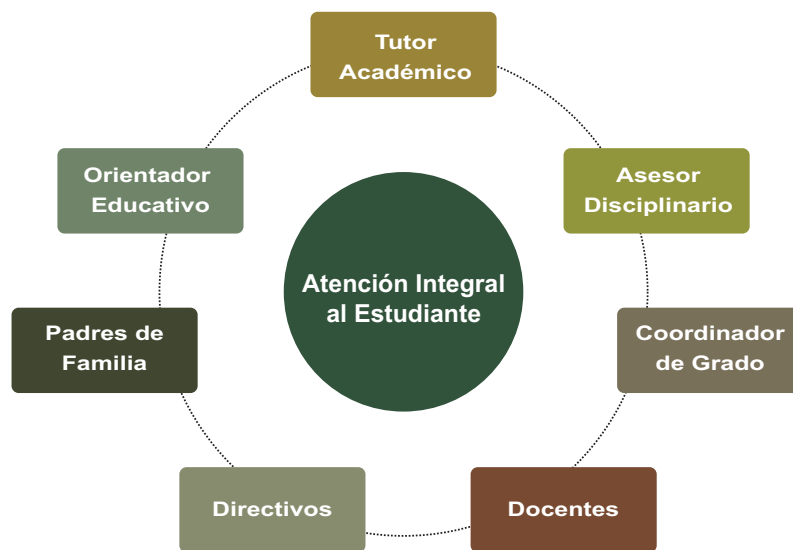 Tutor
Académico
Orientador
Educativo
Asesor
Disciplinario
Atención Integral
al Estudiante
Padres de
Familia
Coordinador
de Grado
Directivos
Docentes